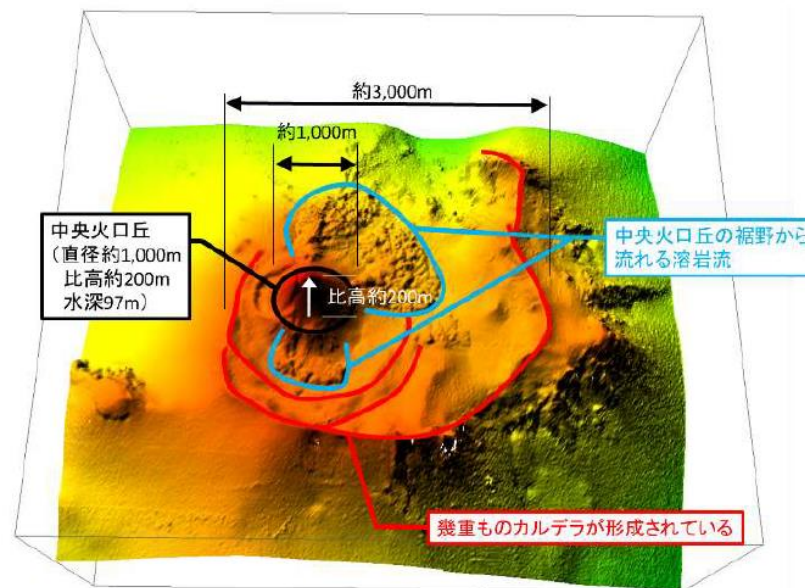 約3,000m
約1,000m
中央火口丘
（直径約1,000m
比高約200m
水深97m）
比高約200m
中央火口丘の裾野から
流れる溶岩流
幾重ものカルデラが形成されている